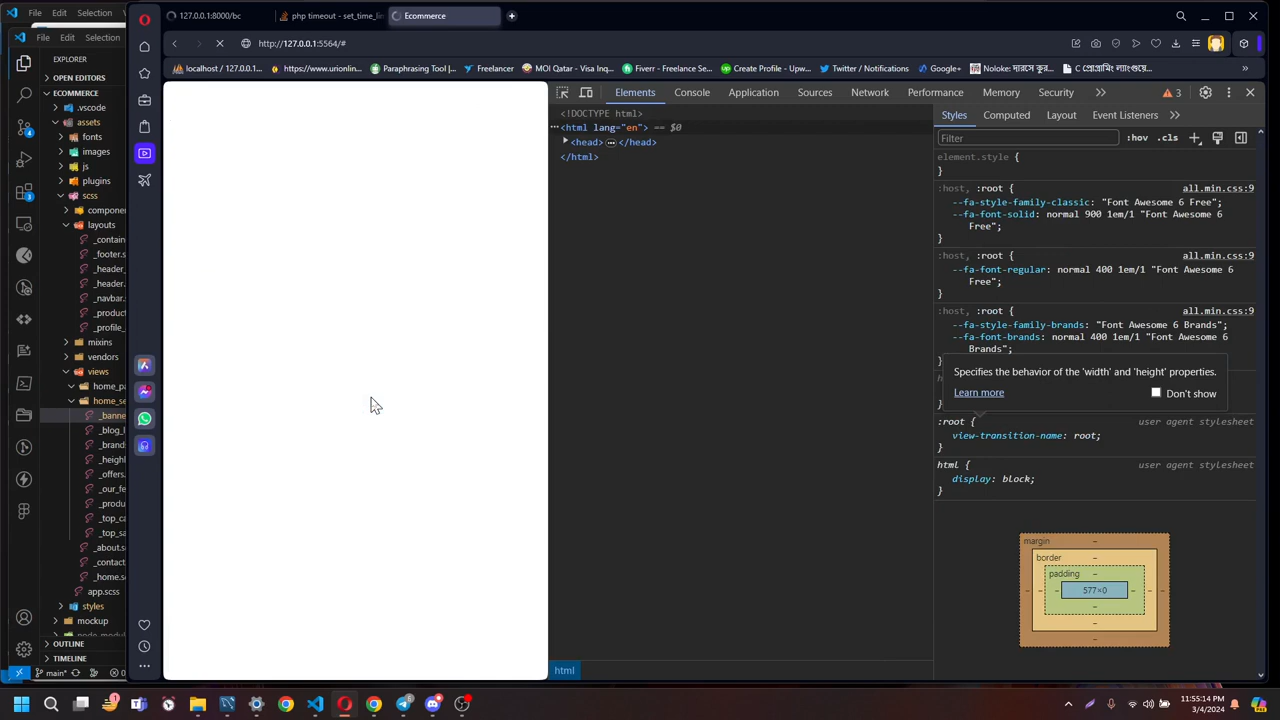 File Edit Selection
File Edit Selection
EXPLORER
OPEN EDITORS
ECOMMERCE
.vscode
assets
fonts
images
js
plugins
scss
layouts
_footer.s
_header_
_header.
_navbar.
_product
_profile_
mixins
vendors
views
home_pa
home_se
_banne
_blog_l
_brand
_heigh
_offers.
_our_fe
_produ
_top_ca
_top_sa
_about.s
_contact
_home.s
app.scss
styles
mockup
OUTLINE
TIMELINE
main*
127.0.0.1:8000/bc
php timeout - set_time_li
Ecommerce
http://127.0.0.1:5564/#
localhost / 127.0.0.1...
https://www.urionlin...
Paraphrasing Tool |...
Freelancer
MOI Qatar - Visa Inq...
Fiverr - Freelance Se...
Create Profile - Upw...
Twitter / Notifications
Google+
C প্রোগ্রামিং ল্যাংগুয়ে...
Elements Console Application Sources Network Performance Memory Security 3
<!DOCTYPE html>
<html lang="en"> == $0
<head> </head>
</html>
html
Styles Computed Layout Event Listeners
Filter
:hov .cls
element.style {
}
:host, :root { all.min.css:9
--fa-style-family-classic: "Font Awesome 6 Free";
--fa-font-solid: normal 900 1em/1 "Font Awesome 6
Free";
}
:host, :root { all.min.css:9
--fa-font-regular: normal 400 1em/1 "Font Awesome 6
Free";
}
:host, :root { all.min.css:9
--fa-style-family-brands: "Font Awesome 6 Brands";
--fa-font-brands: normal 400 1em/1 "Font Awesome 6
Brands";
Specifies the behavior of the 'width' and 'height' properties.
Learn more Don't show
:root { user agent stylesheet
view-transition-name: root;
}
html { user agent stylesheet
display: block;
}
margin
border
padding
577×0
11:55:14 PM
3/4/2024